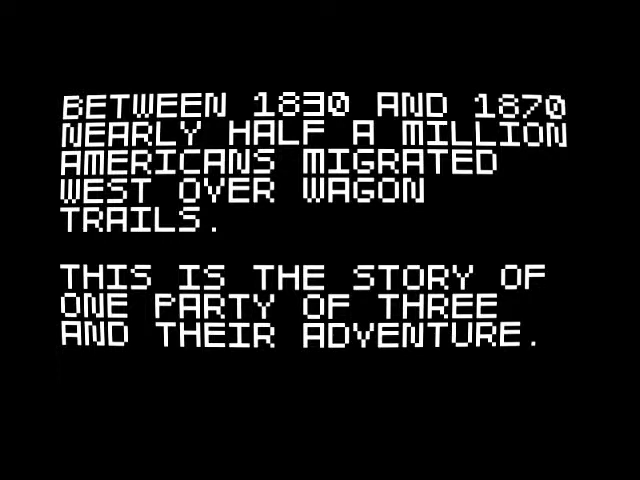 BETWEEN 1830 AND 1870
NEARLY HALF A MILLION
AMERICANS MIGRATED
WEST OVER WAGON
TRAILS.
THIS IS THE STORY OF
ONE PARTY OF THREE
AND THEIR ADVENTURE.